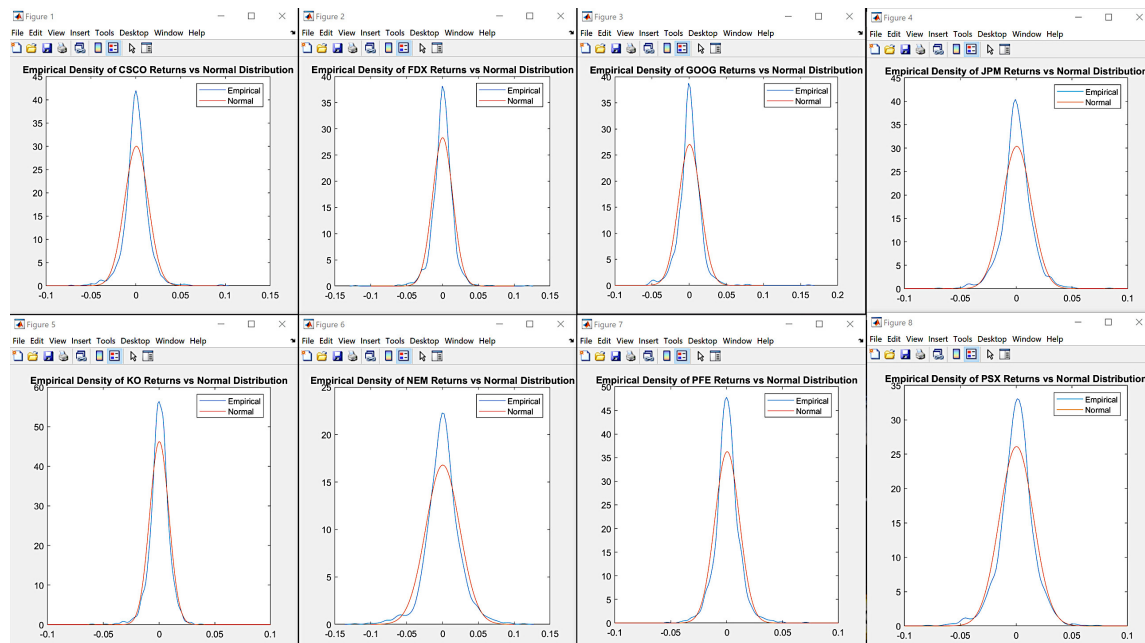 Figure 1
File Edit View Insert Tools Desktop Window Help
Empirical Density of CSCO Returns vs Normal Distribution
Empirical
Normal
45
40
35
30
25
20
15
10
5
0
-0.1 -0.05 0 0.05 0.1 0.15
Figure 2
File Edit View Insert Tools Desktop Window Help
Empirical Density of FDX Returns vs Normal Distribution
Empirical
Normal
40
35
30
25
20
15
10
5
0
-0.15 -0.1 -0.05 0 0.05 0.1 0.15
Figure 3
File Edit View Insert Tools Desktop Window Help
Empirical Density of GOOG Returns vs Normal Distribution
Empirical
Normal
40
35
30
25
20
15
10
5
0
-0.1 -0.05 0 0.05 0.1 0.15 0.2
Figure 4
File Edit View Insert Tools Desktop Window Help
Empirical Density of JPM Returns vs Normal Distribution
Empirical
Normal
45
40
35
30
25
20
15
10
5
0
-0.1 -0.05 0 0.05 0.1
Figure 5
File Edit View Insert Tools Desktop Window Help
Empirical Density of KO Returns vs Normal Distribution
Empirical
Normal
60
50
40
30
20
10
0
-0.1 -0.05 0 0.05 0.1
Figure 6
File Edit View Insert Tools Desktop Window Help
Empirical Density of NEM Returns vs Normal Distribution
Empirical
Normal
25
20
15
10
5
0
-0.15 -0.1 -0.05 0 0.05 0.1 0.15
Figure 7
File Edit View Insert Tools Desktop Window Help
Empirical Density of PFE Returns vs Normal Distribution
Empirical
Normal
50
45
40
35
30
25
20
15
10
5
0
-0.1 -0.05 0 0.05 0.1
Figure 8
File Edit View Insert Tools Desktop Window Help
Empirical Density of PSX Returns vs Normal Distribution
Empirical
Normal
35
30
25
20
15
10
5
0
-0.1 -0.05 0 0.05 0.1